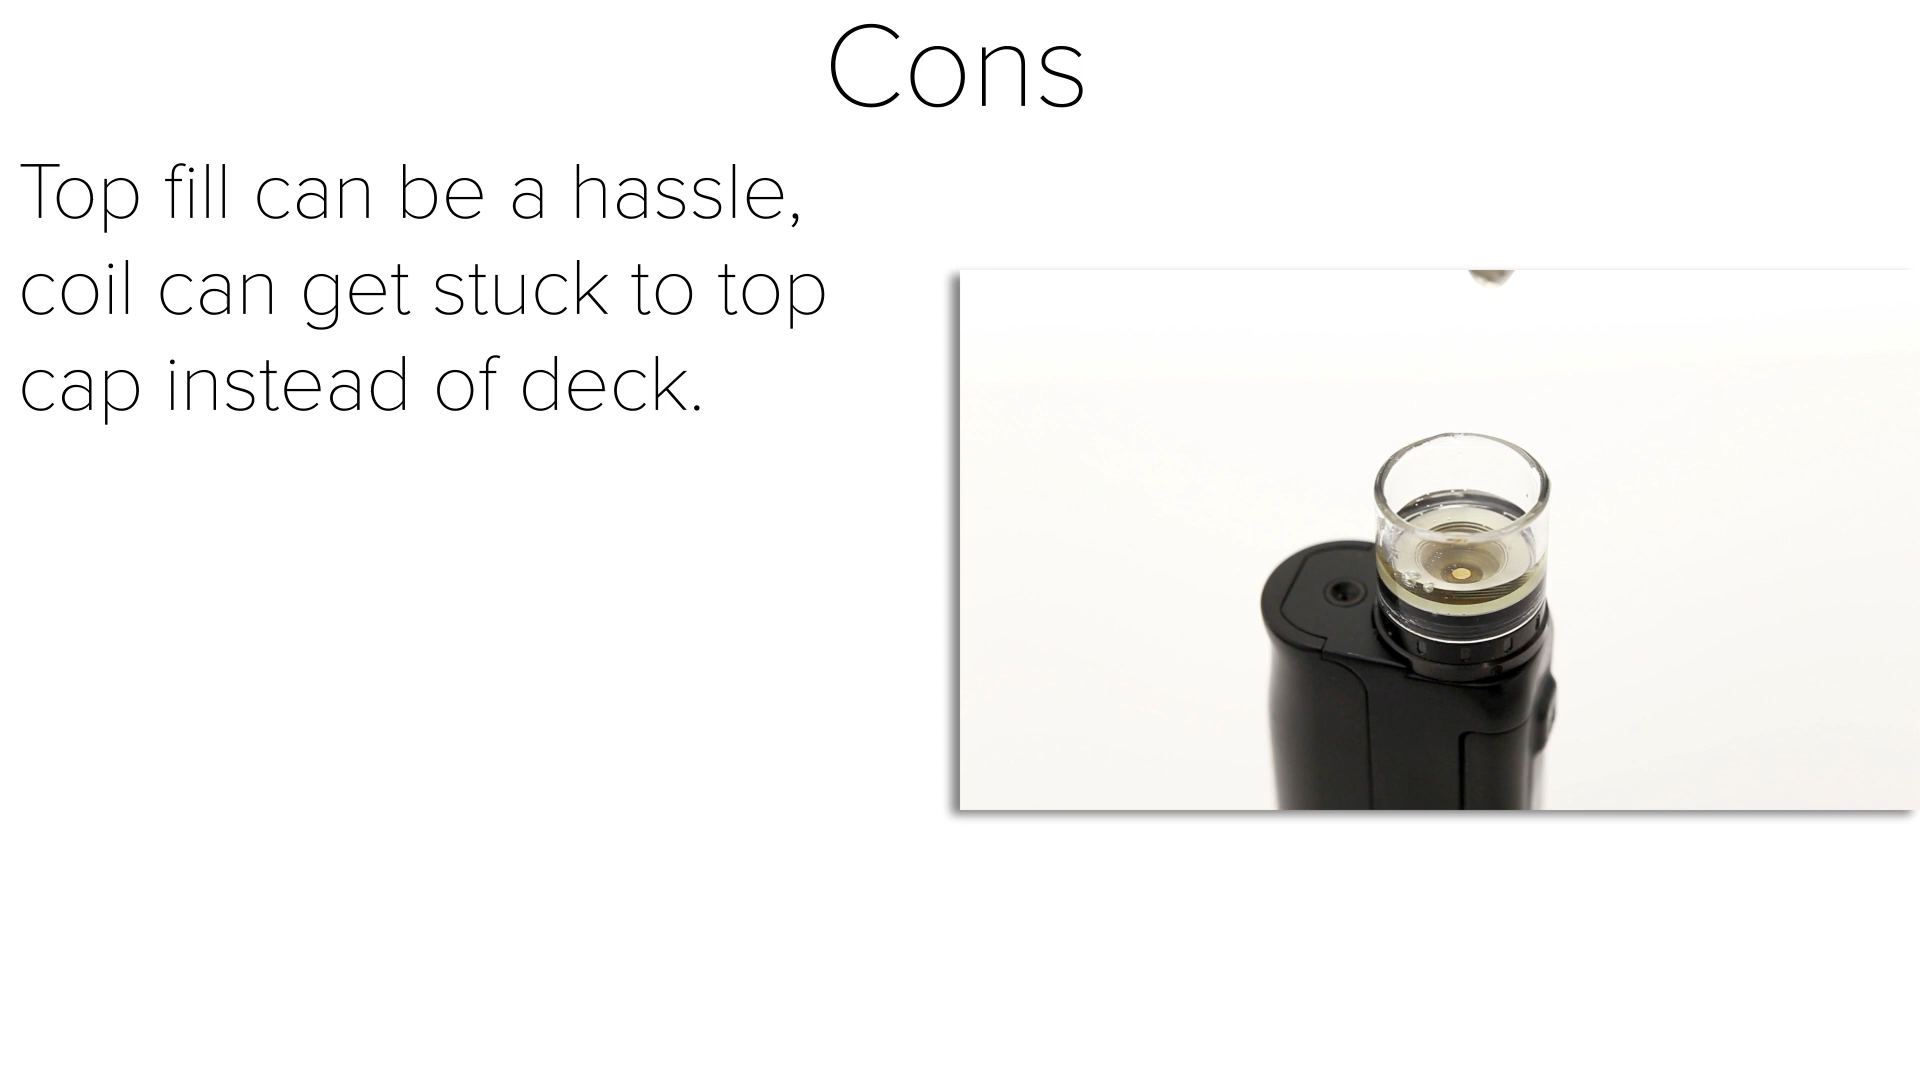 Cons
Top fill can be a hassle,
coil can get stuck to top
cap instead of deck.